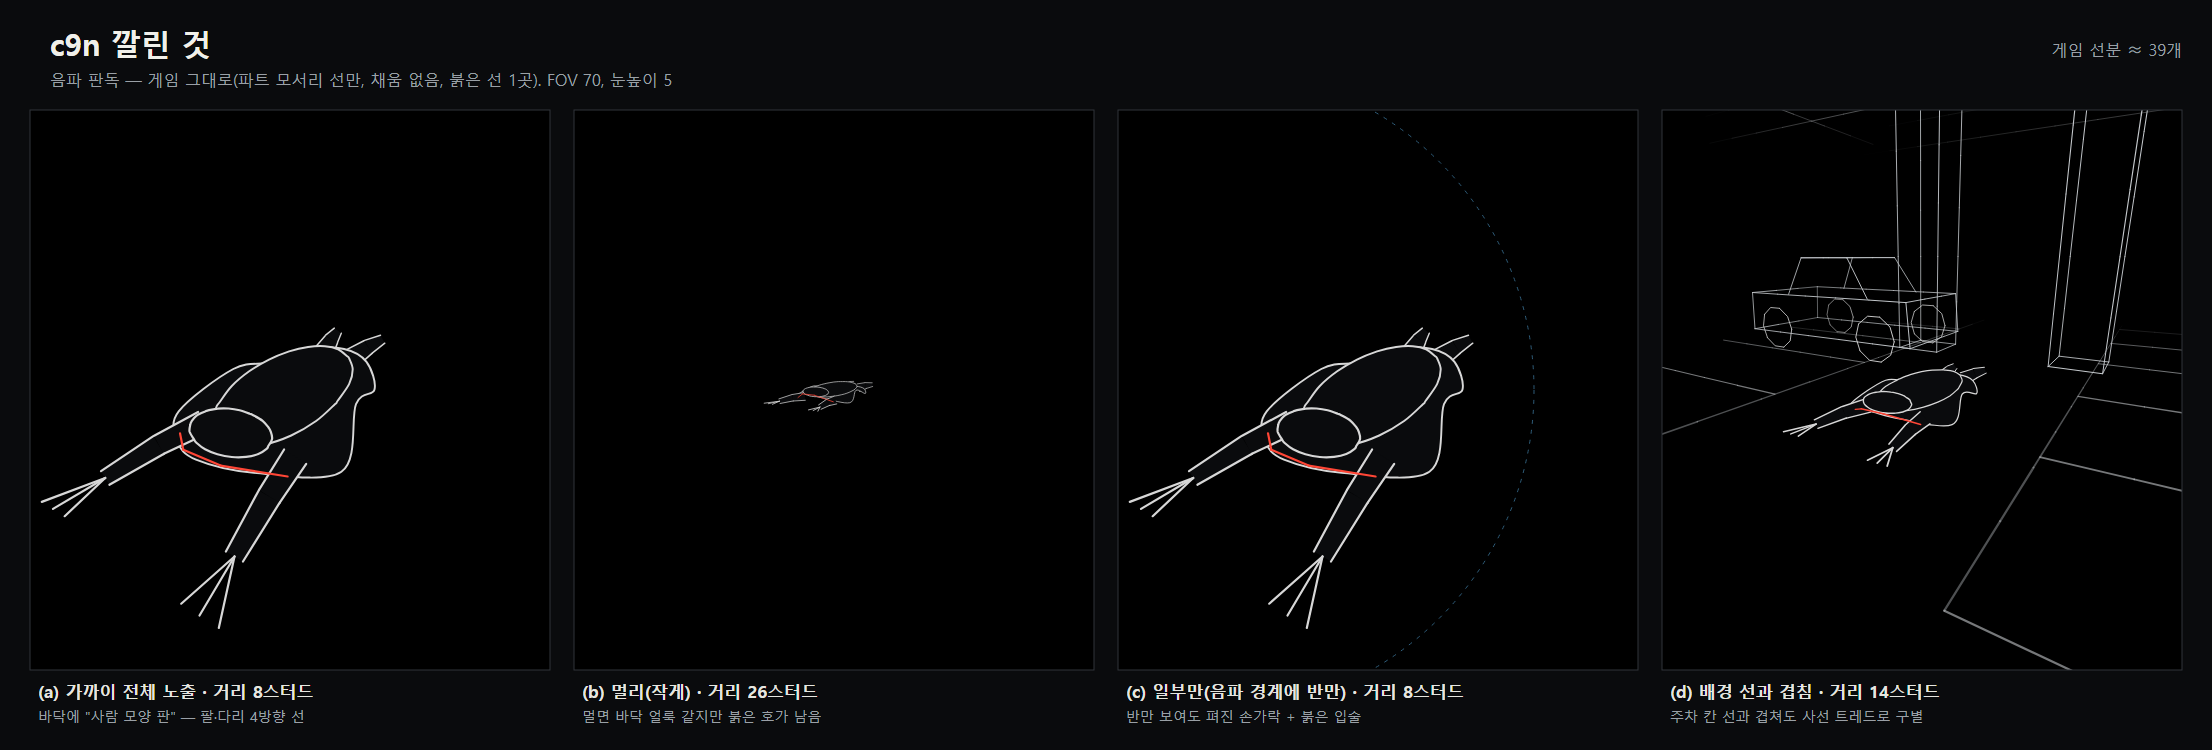 c9n 깔린 것
게임 선분 ≈ 39개
음파 판독 — 게임 그대로(파트 모서리 선만, 채움 없음, 붉은 선 1곳). FOV 70, 눈높이 5
(a) 가까이 전체 노출 · 거리 8스터드
바닥에 "사람 모양 판" — 팔·다리 4방향 선
(b) 멀리(작게) · 거리 26스터드
멀면 바닥 얼룩 같지만 붉은 호가 남음
(c) 일부만(음파 경계에 반만) · 거리 8스터드
반만 보여도 펴진 손가락 + 붉은 입술
(d) 배경 선과 겹침 · 거리 14스터드
주차 칸 선과 겹쳐도 사선 트레드로 구별